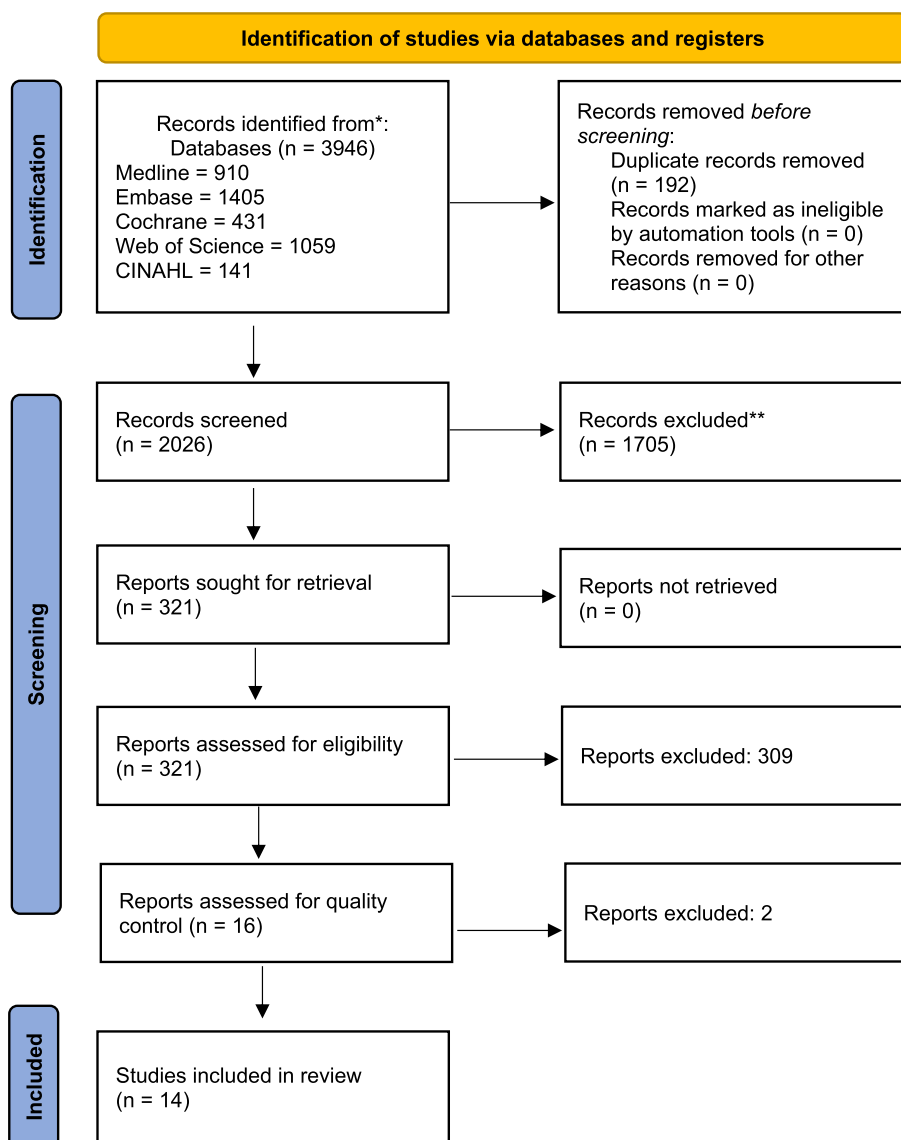 Identification of studies via databases and registers
Identification
Records identified from*:
Databases (n = 3946)
Medline = 910
Embase = 1405
Cochrane = 431
Web of Science = 1059
CINAHL = 141
Records removed before
screening:
Duplicate records removed
(n = 192)
Records marked as ineligible
by automation tools (n = 0)
Records removed for other
reasons (n = 0)
Screening
Records screened
(n = 2026)
Records excluded**
(n = 1705)
Reports sought for retrieval
(n = 321)
Reports not retrieved
(n = 0)
Reports assessed for eligibility
(n = 321)
Reports excluded: 309
Reports assessed for quality
control (n = 16)
Reports excluded: 2
Included
Studies included in review
(n = 14)